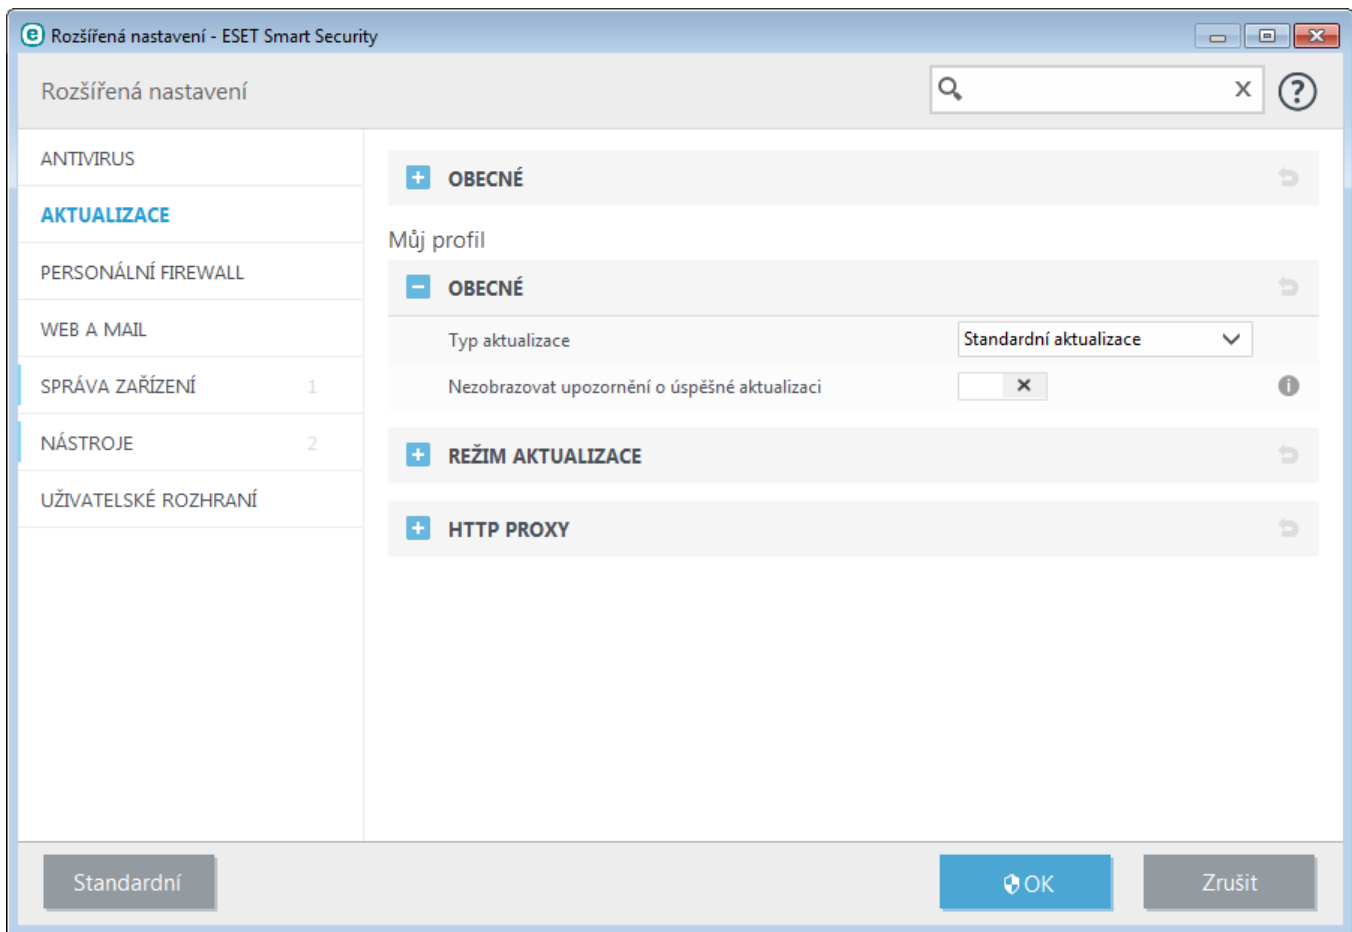 Rozšířená nastavení - ESET Smart Security
Rozšířená nastavení
ANTIVIRUS
AKTUALIZACE
PERSONÁLNÍ FIREWALL
WEB A MAIL
SPRÁVA ZAŘÍZENÍ 1
NÁSTROJE 2
UŽIVATELSKÉ ROZHRANÍ
OBECNÉ
Můj profil
OBECNÉ
Typ aktualizace Standardní aktualizace
Nezobrazovat upozornění o úspěšné aktualizaci
REŽIM AKTUALIZACE
HTTP PROXY
Standardní OK Zrušit